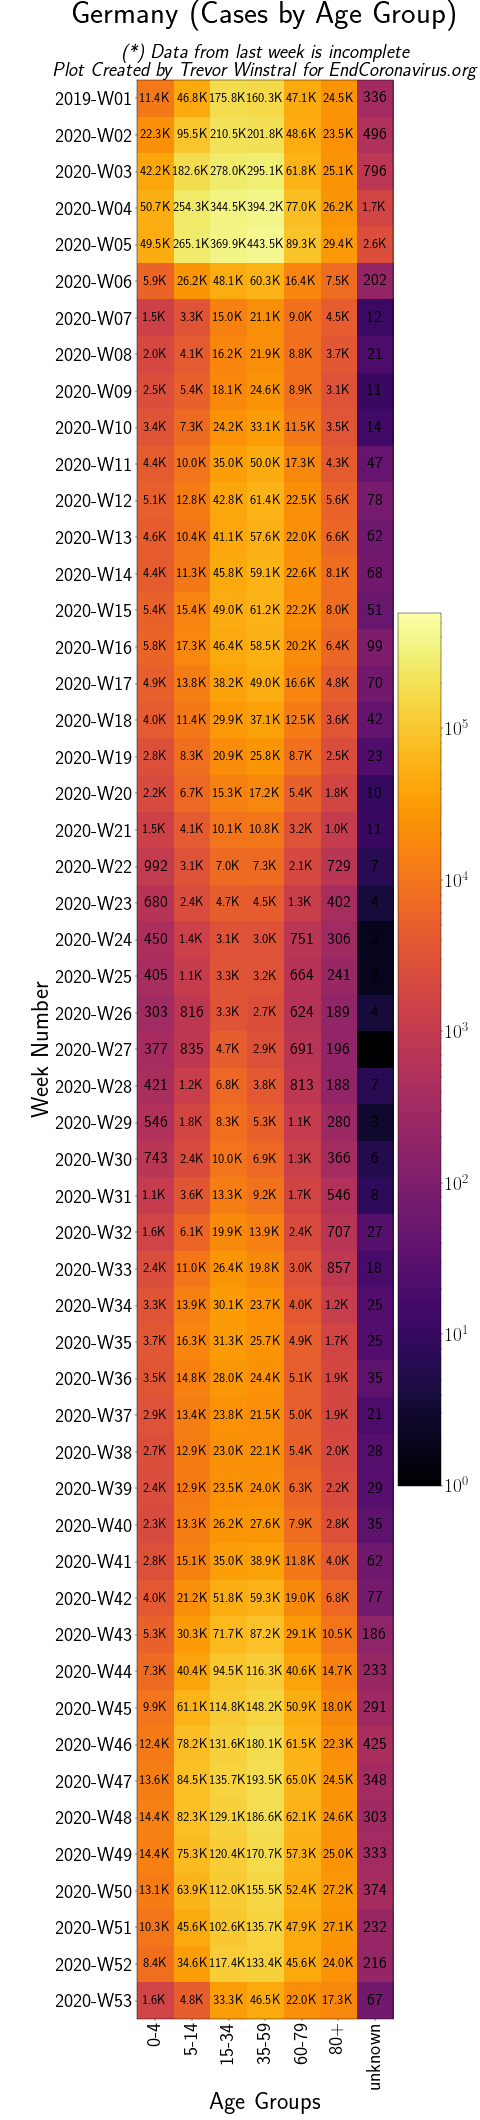 Germany (Cases by Age Group)
(*) Data from last week is incomplete
Plot Created by Trevor Winstral for EndCoronavirus.org
2019-W01 11.4K 46.8K 175.8K 160.3K 47.1K 24.5K 336
2020-W02 22.3K 95.5K 210.5K 201.8K 48.6K 23.5K 496
2020-W03 42.2K 182.6K 278.0K 295.1K 61.8K 25.1K 796
2020-W04 50.7K 254.3K 344.5K 394.2K 77.0K 26.2K 1.7K
2020-W05 49.5K 265.1K 369.9K 443.5K 89.3K 29.4K 2.6K
2020-W06 5.9K 26.2K 48.1K 60.3K 16.4K 7.5K 202
2020-W07 1.5K 3.3K 15.0K 21.1K 9.0K 4.5K 12
2020-W08 2.0K 4.1K 16.2K 21.9K 8.8K 3.7K 21
2020-W09 2.5K 5.4K 18.1K 24.6K 8.9K 3.1K 11
2020-W10 3.4K 7.3K 24.2K 33.1K 11.5K 3.5K 14
2020-W11 4.4K 10.0K 35.0K 50.0K 17.3K 4.3K 47
2020-W12 5.1K 12.8K 42.8K 61.4K 22.5K 5.6K 78
2020-W13 4.6K 10.4K 41.1K 57.6K 22.0K 6.6K 62
2020-W14 4.4K 11.3K 45.8K 59.1K 22.6K 8.1K 68
2020-W15 5.4K 15.4K 49.0K 61.2K 22.2K 8.0K 51
2020-W16 5.8K 17.3K 46.4K 58.5K 20.2K 6.4K 99
2020-W17 4.9K 13.8K 38.2K 49.0K 16.6K 4.8K 70
2020-W18 4.0K 11.4K 29.9K 37.1K 12.5K 3.6K 42
2020-W19 2.8K 8.3K 20.9K 25.8K 8.7K 2.5K 23
2020-W20 2.2K 6.7K 15.3K 17.2K 5.4K 1.8K 10
2020-W21 1.5K 4.1K 10.1K 10.8K 3.2K 1.0K 11
2020-W22 992 3.1K 7.0K 7.3K 2.1K 729 7
2020-W23 680 2.4K 4.7K 4.5K 1.3K 402 4
2020-W24 450 1.4K 3.1K 3.0K 751 306 2
2020-W25 405 1.1K 3.3K 3.2K 664 241 2
2020-W26 303 816 3.3K 2.7K 624 189 4
2020-W27 377 835 4.7K 2.9K 691 196
2020-W28 421 1.2K 6.8K 3.8K 813 188 7
2020-W29 546 1.8K 8.3K 5.3K 1.1K 280 3
2020-W30 743 2.4K 10.0K 6.9K 1.3K 366 6
2020-W31 1.1K 3.6K 13.3K 9.2K 1.7K 546 8
2020-W32 1.6K 6.1K 19.9K 13.9K 2.4K 707 27
2020-W33 2.4K 11.0K 26.4K 19.8K 3.0K 857 18
2020-W34 3.3K 13.9K 30.1K 23.7K 4.0K 1.2K 25
2020-W35 3.7K 16.3K 31.3K 25.7K 4.9K 1.7K 25
2020-W36 3.5K 14.8K 28.0K 24.4K 5.1K 1.9K 35
2020-W37 2.9K 13.4K 23.8K 21.5K 5.0K 1.9K 21
2020-W38 2.7K 12.9K 23.0K 22.1K 5.4K 2.0K 28
2020-W39 2.4K 12.9K 23.5K 24.0K 6.3K 2.2K 29
2020-W40 2.3K 13.3K 26.2K 27.6K 7.9K 2.8K 35
2020-W41 2.8K 15.1K 35.0K 38.9K 11.8K 4.0K 62
2020-W42 4.0K 21.2K 51.8K 59.3K 19.0K 6.8K 77
2020-W43 5.3K 30.3K 71.7K 87.2K 29.1K 10.5K 186
2020-W44 7.3K 40.4K 94.5K 116.3K 40.6K 14.7K 233
2020-W45 9.9K 61.1K 114.8K 148.2K 50.9K 18.0K 291
2020-W46 12.4K 78.2K 131.6K 180.1K 61.5K 22.3K 425
2020-W47 13.6K 84.5K 135.7K 193.5K 65.0K 24.5K 348
2020-W48 14.4K 82.3K 129.1K 186.6K 62.1K 24.6K 303
2020-W49 14.4K 75.3K 120.4K 170.7K 57.3K 25.0K 333
2020-W50 13.1K 63.9K 112.0K 155.5K 52.4K 27.2K 374
2020-W51 10.3K 45.6K 102.6K 135.7K 47.9K 27.1K 232
2020-W52 8.4K 34.6K 117.4K 133.4K 45.6K 24.0K 216
2020-W53 1.6K 4.8K 33.3K 46.5K 22.0K 17.3K 67
0-4 5-14 15-34 35-59 60-79 80+ unknown
Age Groups
Week Number
10^5
10^4
10^3
10^2
10^1
10^0